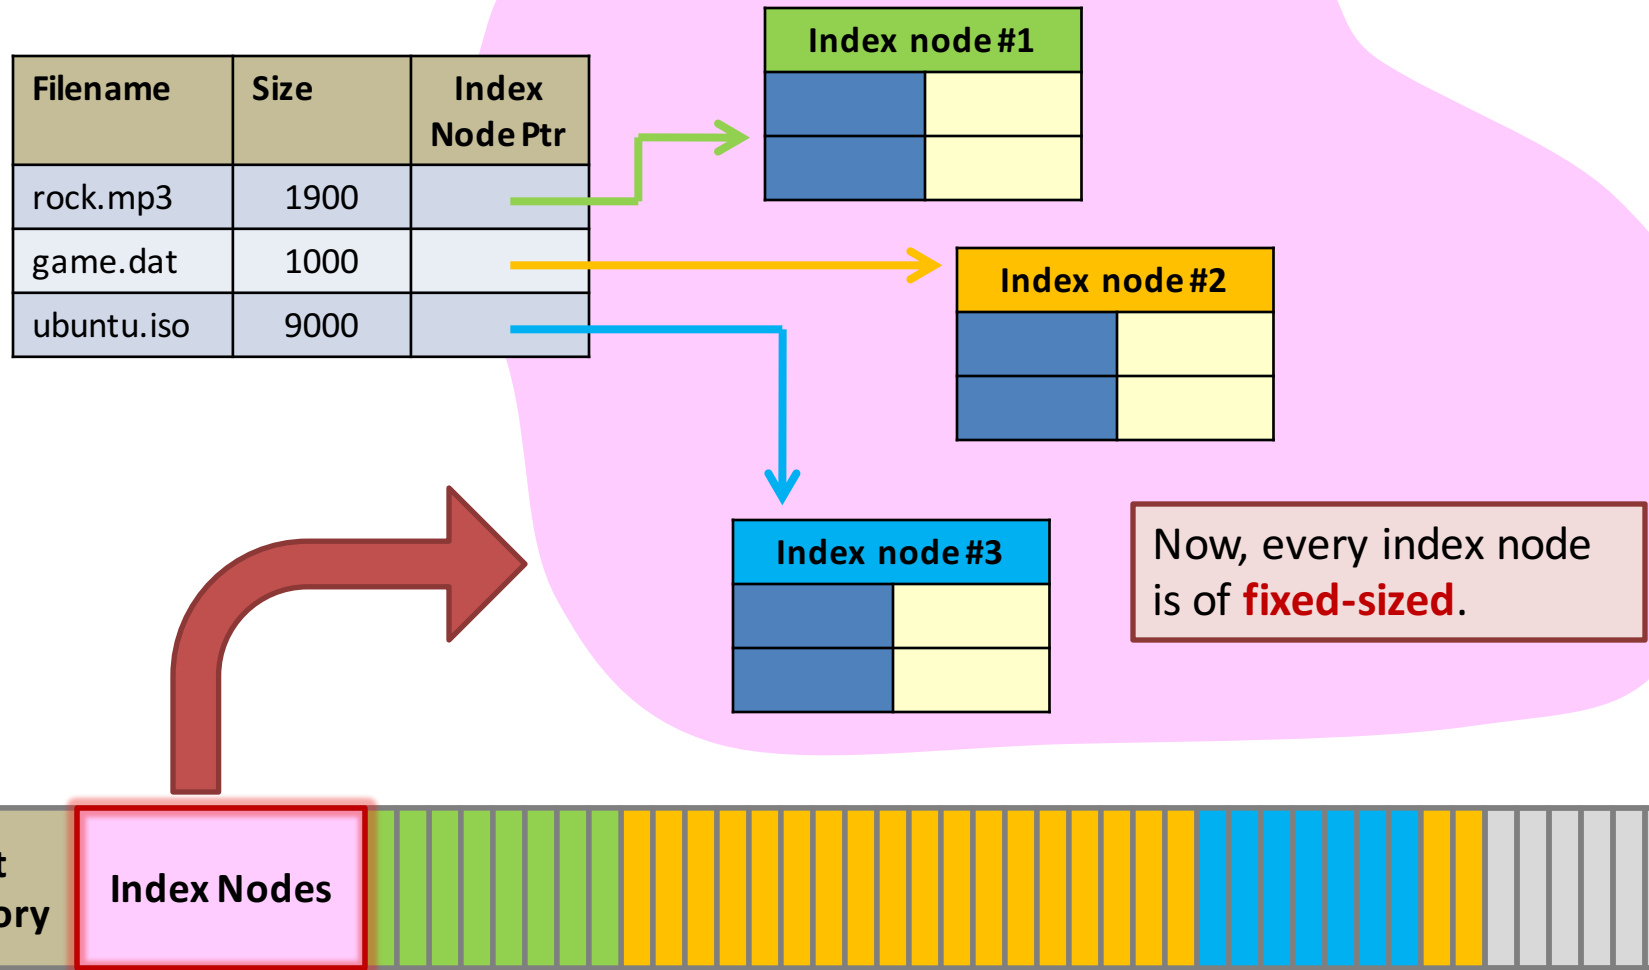 Filename Size Index Node Ptr
rock.mp3 1900
game.dat 1000
ubuntu.iso 9000
Index node #1
Index node #2
Index node #3
Now, every index node
is of fixed-sized.
t
ory
Index Nodes